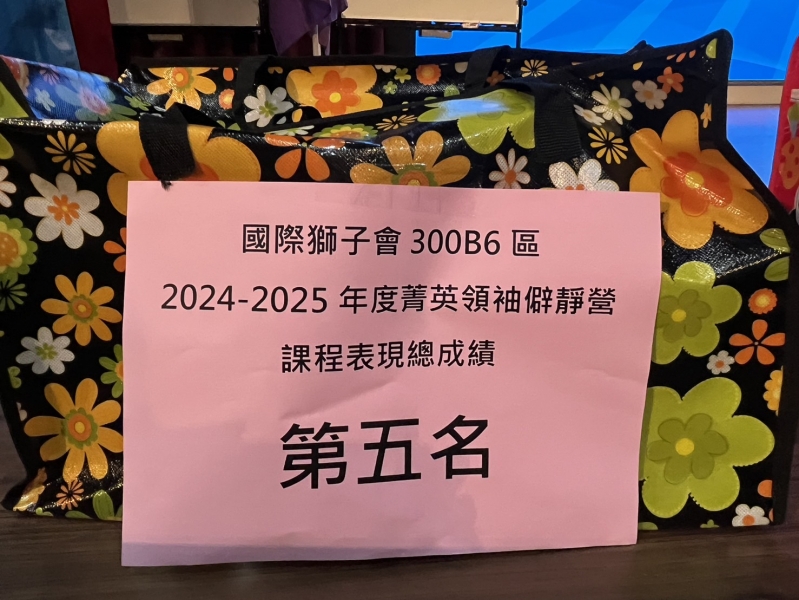 國際獅子會 300B6 區
2024-2025 年度菁英領袖僻靜營
課程表現總成績
第五名